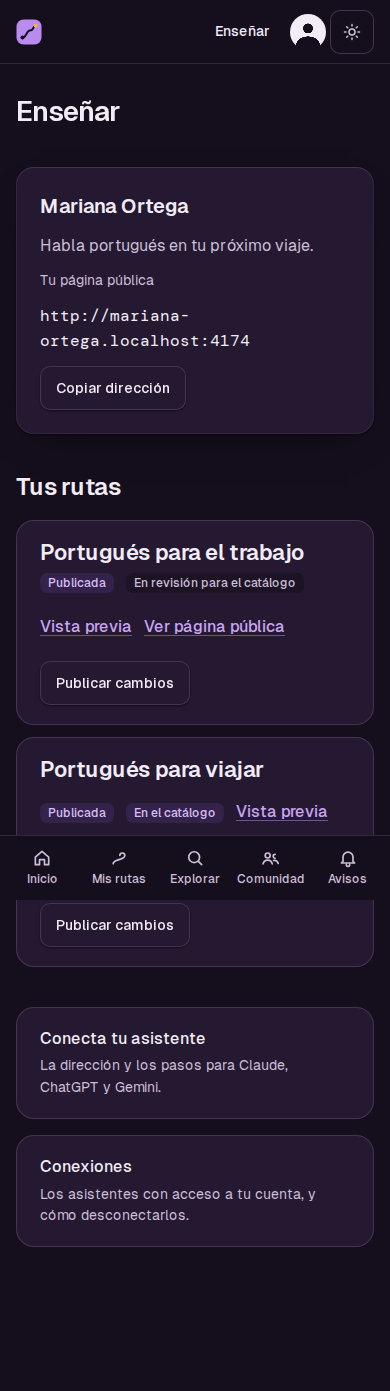 Enseñar
Enseñar
Mariana Ortega
Habla portugués en tu próximo viaje.
Tu página pública
http://mariana-
ortega.localhost:4174
Copiar dirección
Tus rutas
Portugués para el trabajo
Publicada En revisión para el catálogo
Vista previa Ver página pública
Publicar cambios
Portugués para viajar
Publicada En el catálogo Vista previa
Inicio Mis rutas Explorar Comunidad Avisos
Publicar cambios
Conecta tu asistente
La dirección y los pasos para Claude,
ChatGPT y Gemini.
Conexiones
Los asistentes con acceso a tu cuenta, y
cómo desconectarlos.